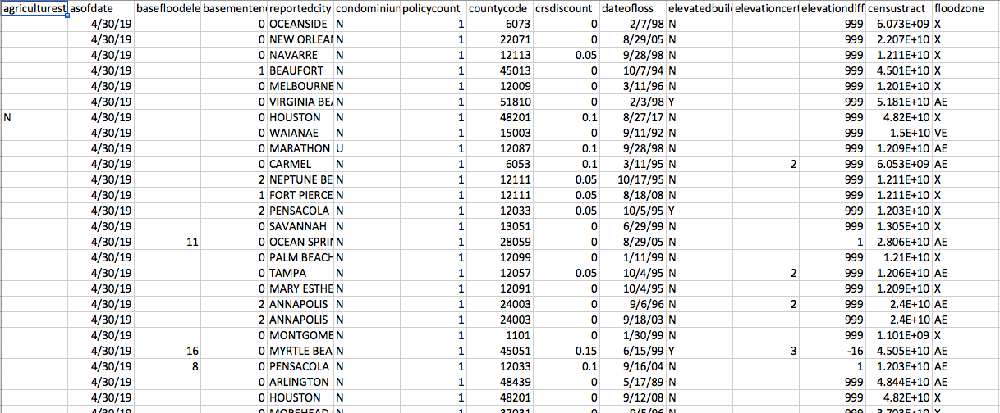 agriculturest asofdate basefloodele basementend reportedcity condominium policycount countycode crsdiscount dateofloss elevatedbuild elevationcert elevationdiff censustract floodzone
4/30/19 0 OCEANSIDE N 1 6073 0 2/7/98 N 999 6.073E+09 X
4/30/19 0 NEW ORLEAN N 1 22071 0 8/29/05 N 999 2.207E+10 X
4/30/19 0 NAVARRE N 1 12113 0.05 9/28/98 N 999 1.211E+10 X
4/30/19 1 BEAUFORT N 1 45013 0 10/7/94 N 999 4.501E+10 X
4/30/19 0 MELBOURNE N 1 12009 0 3/11/96 N 999 1.201E+10 X
4/30/19 0 VIRGINIA BEA N 1 51810 0 2/3/98 Y 999 5.181E+10 AE
N 4/30/19 0 HOUSTON N 1 48201 0.1 8/27/17 N 999 4.82E+10 X
4/30/19 0 WAIANAE N 1 15003 0 9/11/92 N 999 1.5E+10 VE
4/30/19 0 MARATHON U 1 12087 0.1 9/28/98 N 999 1.209E+10 AE
4/30/19 0 CARMEL N 1 6053 0.1 3/11/95 N 2 999 6.053E+09 AE
4/30/19 2 NEPTUNE BE N 1 12111 0.05 10/17/95 N 999 1.211E+10 X
4/30/19 1 FORT PIERCE N 1 12111 0.05 8/18/08 N 999 1.211E+10 X
4/30/19 2 PENSACOLA N 1 12033 0.05 10/5/95 Y 999 1.203E+10 X
4/30/19 0 SAVANNAH N 1 13051 0 6/29/99 N 999 1.305E+10 X
4/30/19 11 0 OCEAN SPRIN N 1 28059 0 8/29/05 N 1 2.806E+10 AE
4/30/19 0 PALM BEACH N 1 12099 0 1/11/99 N 999 1.21E+10 X
4/30/19 0 TAMPA N 1 12057 0.05 10/4/95 N 2 999 1.206E+10 AE
4/30/19 0 MARY ESTHE N 1 12091 0 10/4/95 N 999 1.209E+10 X
4/30/19 2 ANNAPOLIS N 1 24003 0 9/6/96 N 2 999 2.4E+10 AE
4/30/19 2 ANNAPOLIS N 1 24003 0 9/18/03 N 999 2.4E+10 AE
4/30/19 0 MONTGOME N 1 1101 0 1/30/99 N 999 1.101E+09 X
4/30/19 16 0 MYRTLE BEA N 1 45051 0.15 6/15/99 Y 3 -16 4.505E+10 AE
4/30/19 8 0 PENSACOLA N 1 12033 0.1 9/16/04 N 1 1.203E+10 AE
4/30/19 0 ARLINGTON N 1 48439 0 5/17/89 N 999 4.844E+10 AE
4/30/19 0 HOUSTON N 1 48201 0 9/12/08 N 999 4.82E+10 X
4/30/19 0 MOREHEAD N 1 37031 0 9/5/96 N 999 3.703E+10 X